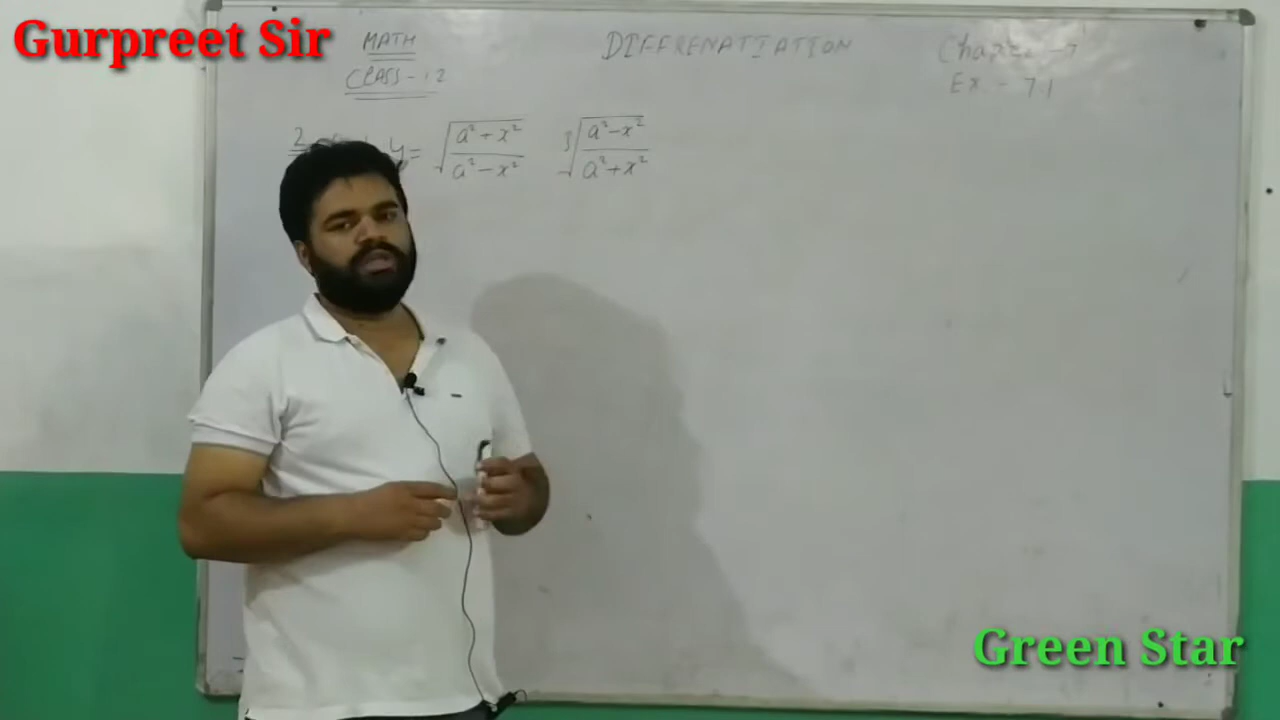 Gurpreet Sir
MATH
CLASS-12
DIFFRENATIATION
Ex - 7.1
y = √((a²+x²)/(a²-x²)) ³√((a²-x²)/(a²+x²))
Green Star